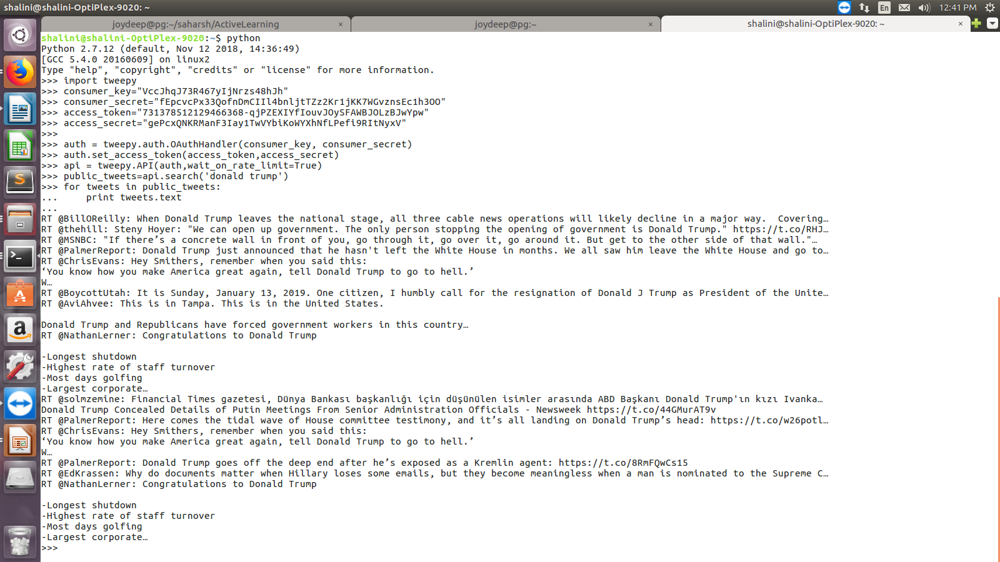 shalini@shalini-OptiPlex-9020: ~
En
12:41 PM
joydeep@pg:~/saharsh/ActiveLearning
×
joydeep@pg:~
×
shalini@shalini-OptiPlex-9020: ~
×
shalini@shalini-OptiPlex-9020:~$ python
Python 2.7.12 (default, Nov 12 2018, 14:36:49)
[GCC 5.4.0 20160609] on linux2
Type "help", "copyright", "credits" or "license" for more information.
>>> import tweepy
>>> consumer_key="VccJhqJ73R467yIjNrzs48hJh"
>>> consumer_secret="fEpcvcPx33QofnDmCIIl4bnljtTZz2Kr1jKK7WGvznsEc1h3OO"
>>> access_token="731378512129466368-qjPZEXIYfIouvJOySFAWBJOLzBJwYpw"
>>> access_secret="gePcxQNKRManF3Iay1TwVYbiKoWYXhNfLPefi9RItNyxV"
>>>
>>> auth = tweepy.auth.OAuthHandler(consumer_key, consumer_secret)
>>> auth.set_access_token(access_token,access_secret)
>>> api = tweepy.API(auth,wait_on_rate_limit=True)
>>> public_tweets=api.search('donald trump')
>>> for tweets in public_tweets:
...     print tweets.text
...
RT @BillOReilly: When Donald Trump leaves the national stage, all three cable news operations will likely decline in a major way.  Covering…
RT @thehill: Steny Hoyer: "We can open up government. The only person stopping the opening of government is Donald Trump." https://t.co/RHJ…
RT @MSNBC: "If there’s a concrete wall in front of you, go through it, go over it, go around it. But get to the other side of that wall."…
RT @PalmerReport: Donald Trump just announced that he hasn't left the White House in months. We all saw him leave the White House and go to…
RT @ChrisEvans: Hey Smithers, remember when you said this:
‘You know how you make America great again, tell Donald Trump to go to hell.’
W…
RT @BoycottUtah: It is Sunday, January 13, 2019. One citizen, I humbly call for the resignation of Donald J Trump as President of the Unite…
RT @AviAhvee: This is in Tampa. This is in the United States.
Donald Trump and Republicans have forced government workers in this country…
RT @NathanLerner: Congratulations to Donald Trump
-Longest shutdown
-Highest rate of staff turnover
-Most days golfing
-Largest corporate…
RT @solmzemine: Financial Times gazetesi, Dünya Bankası başkanlığı için düşünülen isimler arasında ABD Başkanı Donald Trump'ın kızı Ivanka…
Donald Trump Concealed Details of Putin Meetings From Senior Administration Officials - Newsweek https://t.co/44GMurAT9v
RT @PalmerReport: Here comes the tidal wave of House committee testimony, and it’s all landing on Donald Trump’s head: https://t.co/w26potl…
RT @ChrisEvans: Hey Smithers, remember when you said this:
‘You know how you make America great again, tell Donald Trump to go to hell.’
W…
RT @PalmerReport: Donald Trump goes off the deep end after he’s exposed as a Kremlin agent: https://t.co/8RmFQwCs15
RT @EdKrassen: Why do documents matter when Hillary loses some emails, but they become meaningless when a man is nominated to the Supreme C…
RT @NathanLerner: Congratulations to Donald Trump
-Longest shutdown
-Highest rate of staff turnover
-Most days golfing
-Largest corporate…
>>>